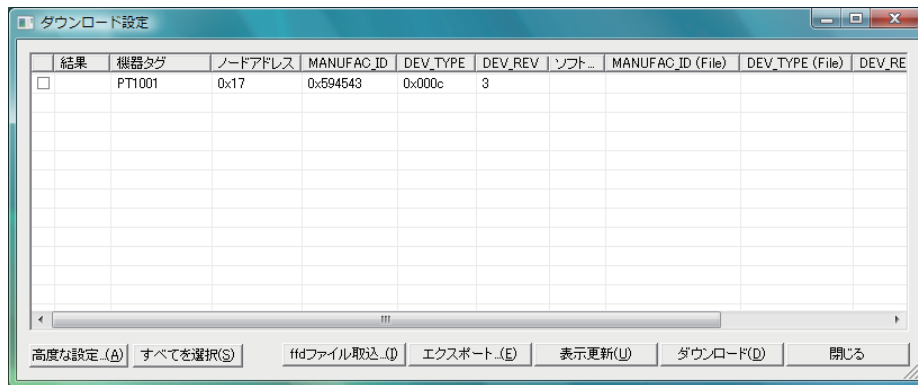 ダウンロード設定
結果 機器タグ ノードアドレス MANUFAC_ID DEV_TYPE DEV_REV ソフト... MANUFAC_ID (File) DEV_TYPE (File) DEV_RE
PT1001 0x17 0x594543 0x000c 3
高度な設定...(A) すべてを選択(S) ffdファイル取込...(I) エクスポート...(E) 表示更新(U) ダウンロード(D) 閉じる